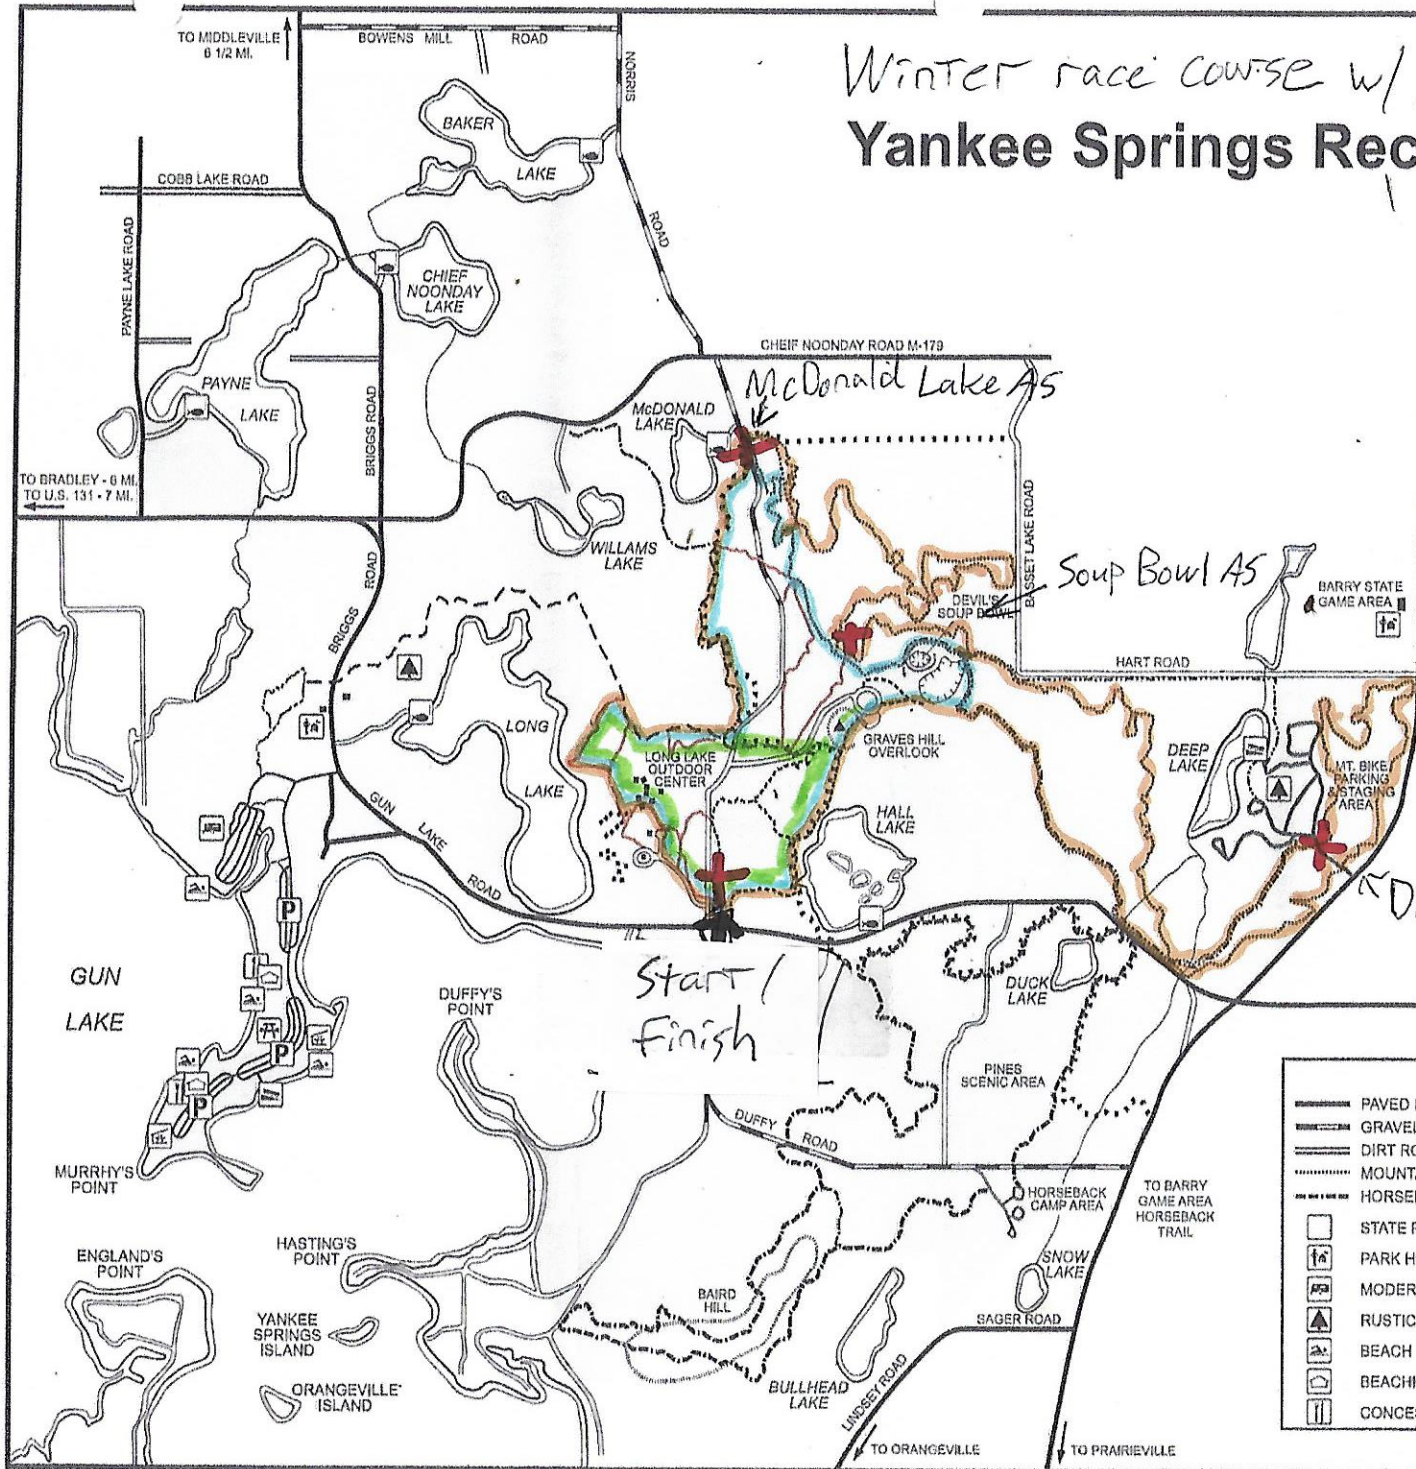 TO MIDDLEVILLE
6 1/2 MI.
BOWENS MILL ROAD
NORRIS
ROAD
Winter race course w/
Yankee Springs Rec
BAKER
LAKE
COBB LAKE ROAD
PAYNE LAKE ROAD
CHIEF
NOONDAY
LAKE
CHEIF NOONDAY ROAD M-179
McDonald Lake AS
PAYNE
LAKE
BRIGGS ROAD
McDONALD
LAKE
TO BRADLEY - 6 MI.
TO U.S. 131 - 7 MI.
WILLAMS
LAKE
BASSET LAKE ROAD
Soup Bowl AS
DEVIL'S
SOUP BOWL
BARRY STATE
GAME AREA
BRIGGS
ROAD
HART ROAD
LONG
LAKE
LONG LAKE
OUTDOOR
CENTER
GRAVES HILL
OVERLOOK
DEEP
LAKE
MT. BIKE
PARKING
& STAGING
AREA
HALL
LAKE
GUN
LAKE
ROAD
P
D
GUN
LAKE
Start/
Finish
DUFFY'S
POINT
DUCK
LAKE
P
P
PINES
SCENIC AREA
DUFFY ROAD
MURRHY'S
POINT
HORSEBACK
CAMP AREA
TO BARRY
GAME AREA
HORSEBACK
TRAIL
ENGLAND'S
POINT
HASTING'S
POINT
SNOW
LAKE
BAIRD
HILL
YANKEE
SPRINGS
ISLAND
SAGER ROAD
ORANGEVILLE
ISLAND
BULLHEAD
LAKE
LINDSEY ROAD
TO ORANGEVILLE
TO PRAIRIEVILLE
PAVED
GRAVEL
DIRT RO
MOUNTA
HORSE
STATE
PARK H
MODER
RUSTIC
BEACH
BEACH
CONCES